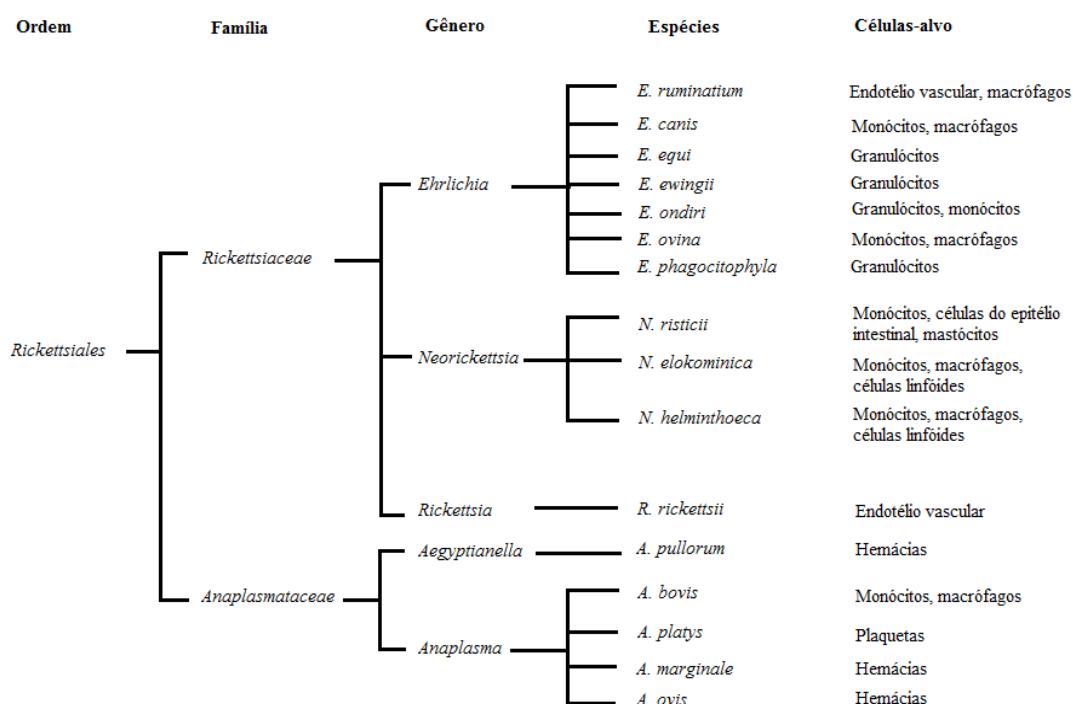 Ordem Família Gênero Espécies Células-alvo
E. ruminatium Endotélio vascular, macrófagos
E. canis Monócitos, macrófagos
E. equi Granulócitos
Ehrlichia E. ewingii Granulócitos
E. ondiri Granulócitos, monócitos
E. ovina Monócitos, macrófagos
Rickettsiaceae E. phagocitophyla Granulócitos
N. risticii Monócitos, células do epitélio
intestinal, mastócitos
Rickettsiales Neorickettsia N. elokominica Monócitos, macrófagos,
células linfóides
N. helminthoeca Monócitos, macrófagos,
células linfóides
Rickettsia R. rickettsii Endotélio vascular
Aegyptianella A. pullorum Hemácias
Anaplasmataceae A. bovis Monócitos, macrófagos
A. platys Plaquetas
Anaplasma A. marginale Hemácias
A. ovis Hemácias